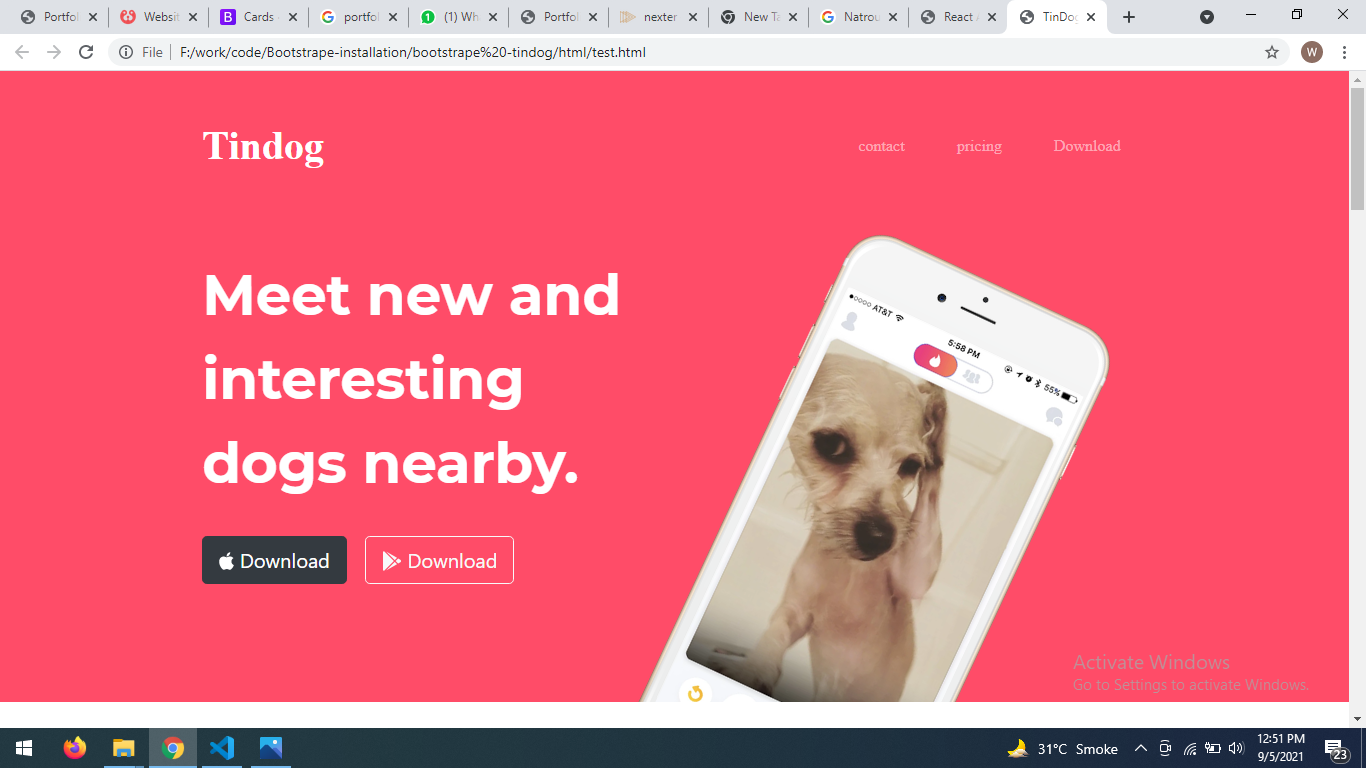 Portfol
Websit
Cards
portfol
(1) Wh
Portfol
nexter
New Ta
Natrou
React A
TinDog
File
F:/work/code/Bootstrape-installation/bootstrape%20-tindog/html/test.html
W
Tindog
contact
pricing
Download
Meet new and
interesting
dogs nearby.
Download
Download
AT&T
5:58 PM
55%
Activate Windows
Go to Settings to activate Windows.
31°C Smoke
12:51 PM
9/5/2021
23